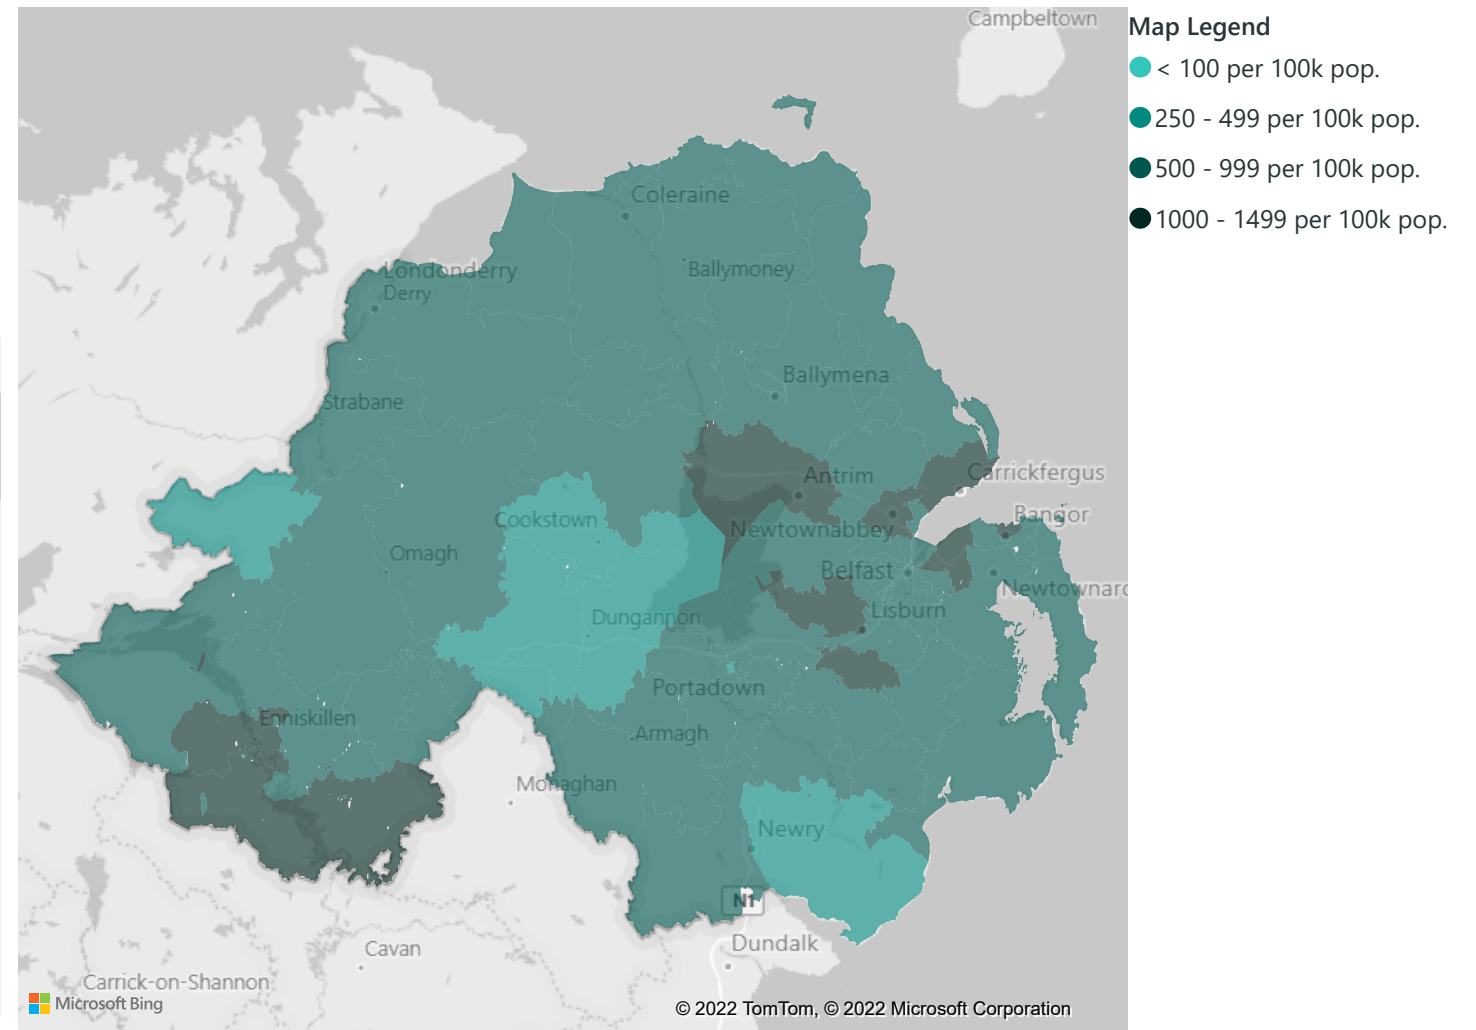 Campbeltown
Map Legend
< 100 per 100k pop.
250 - 499 per 100k pop.
500 - 999 per 100k pop.
1000 - 1499 per 100k pop.
Coleraine
Londonderry
Derry
Ballymoney
Ballymena
Strabane
Antrim
Carrickfergus
Cookstown
Newtownabbey
Bangor
Omagh
Belfast
Newtownard
Dungannon
Lisburn
Portadown
Enniskillen
Armagh
Monaghan
Newry
N1
Cavan
Dundalk
Carrick-on-Shannon
Microsoft Bing
© 2022 TomTom, © 2022 Microsoft Corporation